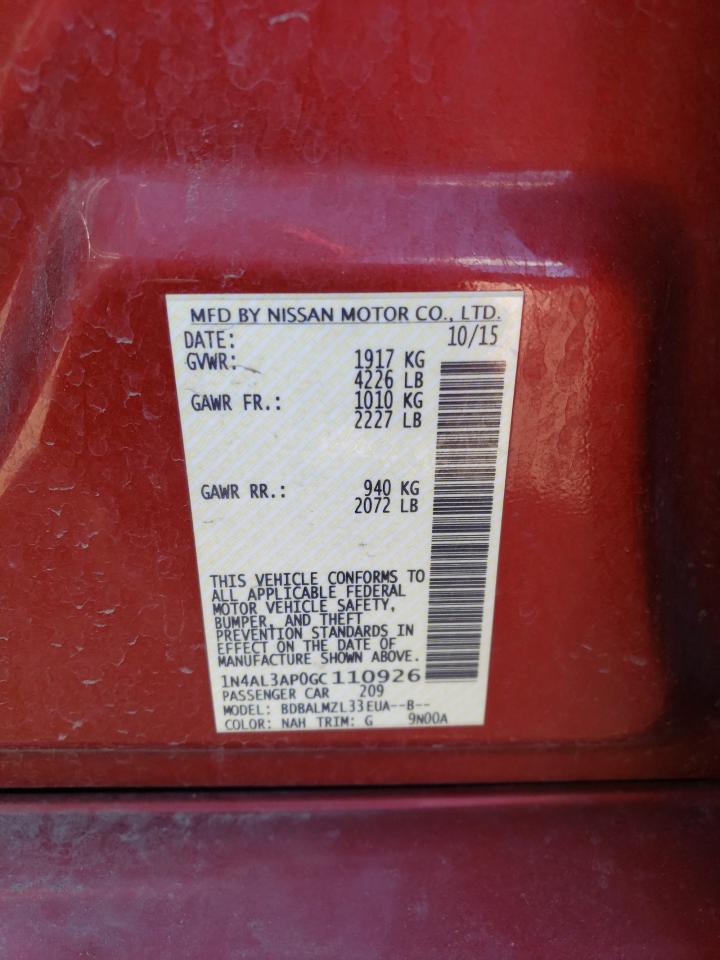 MFD BY NISSAN MOTOR CO., LTD.
DATE: 10/15
GVWR: 1917 KG
4226 LB
GAWR FR.: 1010 KG
2227 LB
GAWR RR.: 940 KG
2072 LB
THIS VEHICLE CONFORMS TO
ALL APPLICABLE FEDERAL
MOTOR VEHICLE SAFETY,
BUMPER, AND THEFT
PREVENTION STANDARDS IN
EFFECT ON THE DATE OF
MANUFACTURE SHOWN ABOVE.
1N4AL3AP0GC110926
PASSENGER CAR 209
MODEL: BDBALMZL33EUA--B--
COLOR: NAH TRIM: G 9N00A